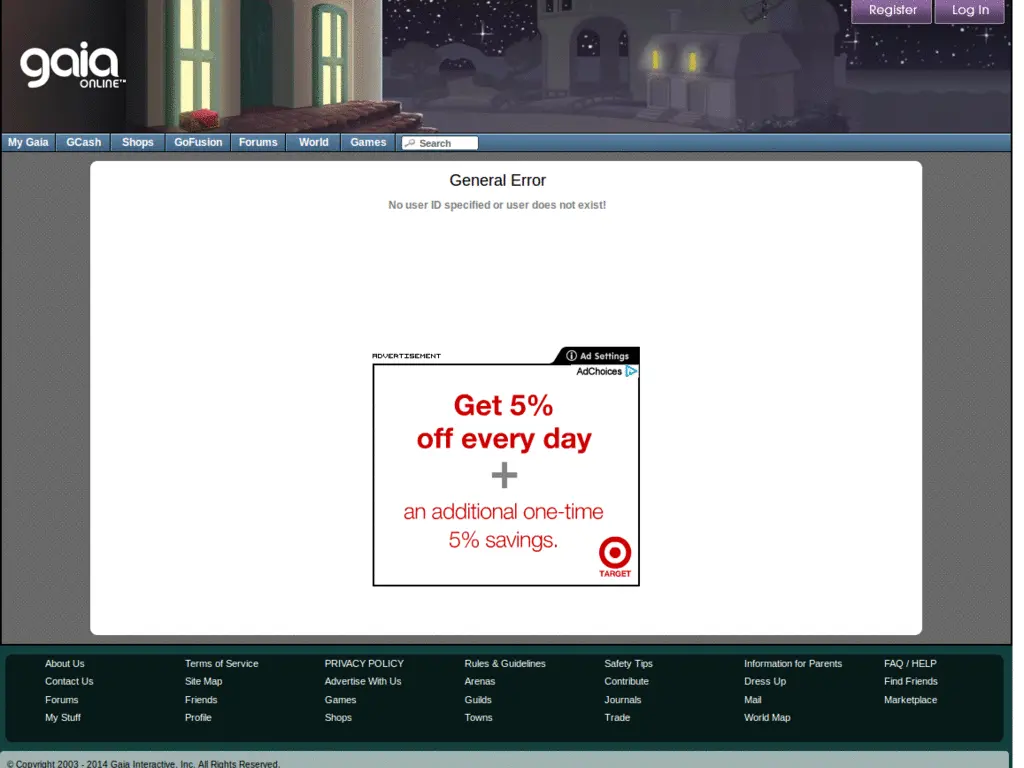 Register Log In
gaia
ONLINE™
My Gaia GCash Shops GoFusion Forums World Games Search
General Error
No user ID specified or user does not exist!
ADVERTISEMENT Ad Settings
AdChoices
Get 5%
off every day
+
an additional one-time
5% savings.
TARGET
About Us Terms of Service PRIVACY POLICY Rules & Guidelines Safety Tips Information for Parents FAQ / HELP
Contact Us Site Map Advertise With Us Arenas Contribute Dress Up Find Friends
Forums Friends Games Guilds Journals Mail Marketplace
My Stuff Profile Shops Towns Trade World Map
© Copyright 2003 - 2014 Gaia Interactive, Inc. All Rights Reserved.